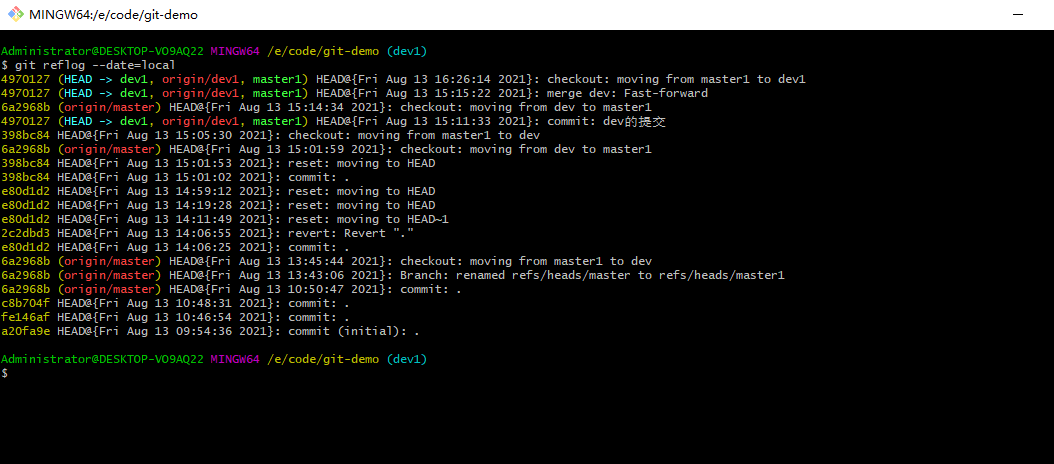 MINGW64:/e/code/git-demo
Administrator@DESKTOP-VO9AQ22 MINGW64 /e/code/git-demo (dev1)
$ git reflog --date=local
4970127 (HEAD -> dev1, origin/dev1, master1) HEAD@{Fri Aug 13 16:26:14 2021}: checkout: moving from master1 to dev1
4970127 (HEAD -> dev1, origin/dev1, master1) HEAD@{Fri Aug 13 15:15:22 2021}: merge dev: Fast-forward
6a2968b (origin/master) HEAD@{Fri Aug 13 15:14:34 2021}: checkout: moving from dev to master1
4970127 (HEAD -> dev1, origin/dev1, master1) HEAD@{Fri Aug 13 15:11:33 2021}: commit: dev的提交
398bc84 HEAD@{Fri Aug 13 15:05:30 2021}: checkout: moving from master1 to dev
6a2968b (origin/master) HEAD@{Fri Aug 13 15:01:59 2021}: checkout: moving from dev to master1
398bc84 HEAD@{Fri Aug 13 15:01:53 2021}: reset: moving to HEAD
398bc84 HEAD@{Fri Aug 13 15:01:02 2021}: commit: .
e80d1d2 HEAD@{Fri Aug 13 14:59:12 2021}: reset: moving to HEAD
e80d1d2 HEAD@{Fri Aug 13 14:19:28 2021}: reset: moving to HEAD
e80d1d2 HEAD@{Fri Aug 13 14:11:49 2021}: reset: moving to HEAD~1
2c2dbd3 HEAD@{Fri Aug 13 14:06:55 2021}: revert: Revert "."
e80d1d2 HEAD@{Fri Aug 13 14:06:25 2021}: commit: .
6a2968b (origin/master) HEAD@{Fri Aug 13 13:45:44 2021}: checkout: moving from master1 to dev
6a2968b (origin/master) HEAD@{Fri Aug 13 13:43:06 2021}: Branch: renamed refs/heads/master to refs/heads/master1
6a2968b (origin/master) HEAD@{Fri Aug 13 10:50:47 2021}: commit: .
c8b704f HEAD@{Fri Aug 13 10:48:31 2021}: commit: .
fe146af HEAD@{Fri Aug 13 10:46:54 2021}: commit: .
a20fa9e HEAD@{Fri Aug 13 09:54:36 2021}: commit (initial): .
Administrator@DESKTOP-VO9AQ22 MINGW64 /e/code/git-demo (dev1)
$